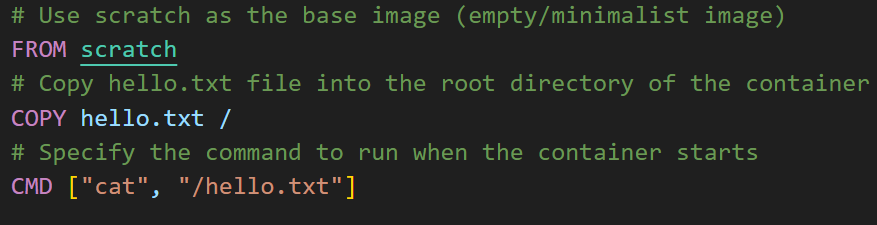 # Use scratch as the base image (empty/minimalist image)
FROM scratch
# Copy hello.txt file into the root directory of the container
COPY hello.txt /
# Specify the command to run when the container starts
CMD ["cat", "/hello.txt"]